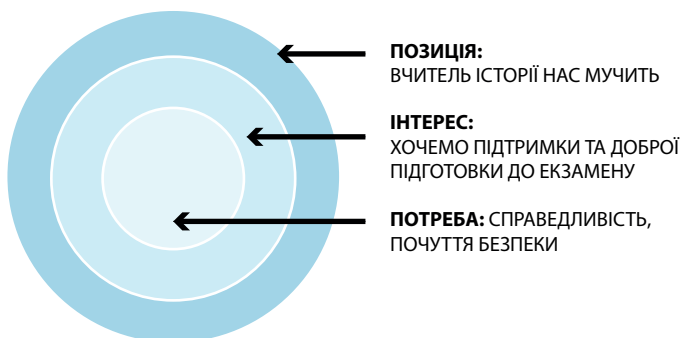 ПОЗИЦІЯ:
ВЧИТЕЛЬ ІСТОРІЇ НАС МУЧИТЬ
ІНТЕРЕС:
ХОЧЕМО ПІДТРИМКИ ТА ДОБРОЇ
ПІДГОТОВКИ ДО ЕКЗАМЕНУ
ПОТРЕБА: СПРАВЕДЛИВІСТЬ,
ПОЧУТТЯ БЕЗПЕКИ